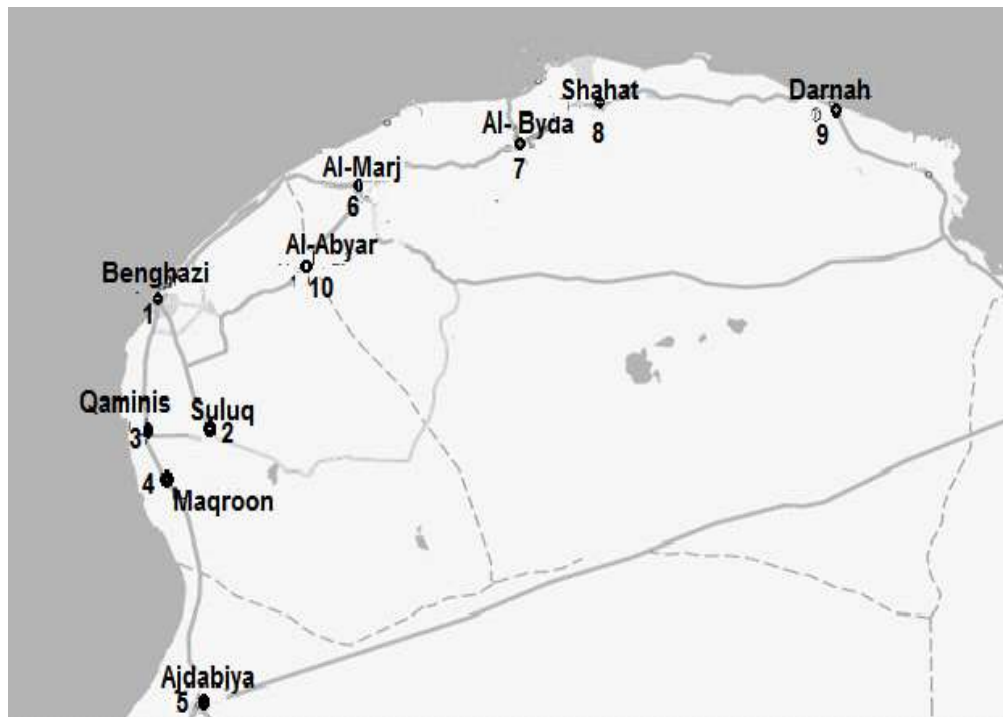 Shahat
8
Darnah
9
Al- Byda
7
Al-Marj
6
Al-Abyar
10
Benghazi
1
Qaminis
3
Suluq
2
4
Maqroon
Ajdabiya
5